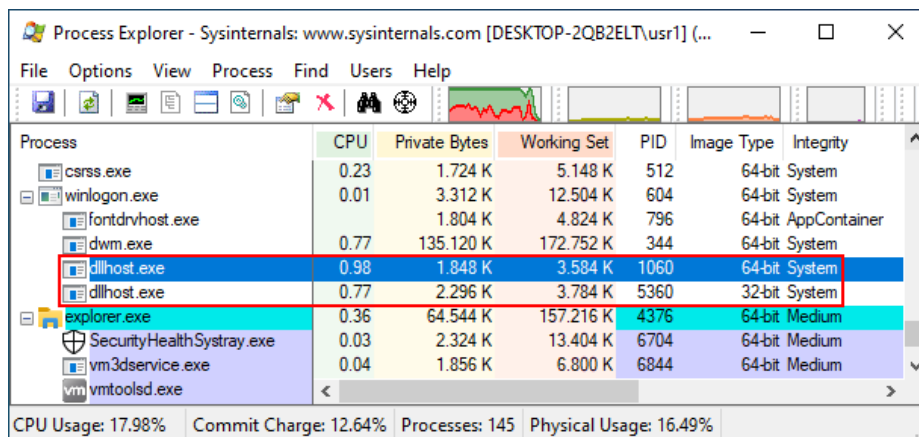 Process Explorer - Sysinternals: www.sysinternals.com [DESKTOP-2QB2ELT\usr1] (...
File Options View Process Find Users Help
Process CPU Private Bytes Working Set PID Image Type Integrity
csrss.exe 0.23 1.724 K 5.148 K 512 64-bit System
winlogon.exe 0.01 3.312 K 12.504 K 604 64-bit System
fontdrvhost.exe 1.804 K 4.824 K 796 64-bit AppContainer
dwm.exe 0.77 135.120 K 172.752 K 344 64-bit System
dllhost.exe 0.98 1.848 K 3.584 K 1060 64-bit System
dllhost.exe 0.77 2.296 K 3.784 K 5360 32-bit System
explorer.exe 0.36 64.544 K 157.216 K 4376 64-bit Medium
SecurityHealthSystray.exe 0.03 2.324 K 13.404 K 6704 64-bit Medium
vm3dservice.exe 0.04 1.856 K 6.800 K 6844 64-bit Medium
vm vmtoolsd.exe
CPU Usage: 17.98% Commit Charge: 12.64% Processes: 145 Physical Usage: 16.49%